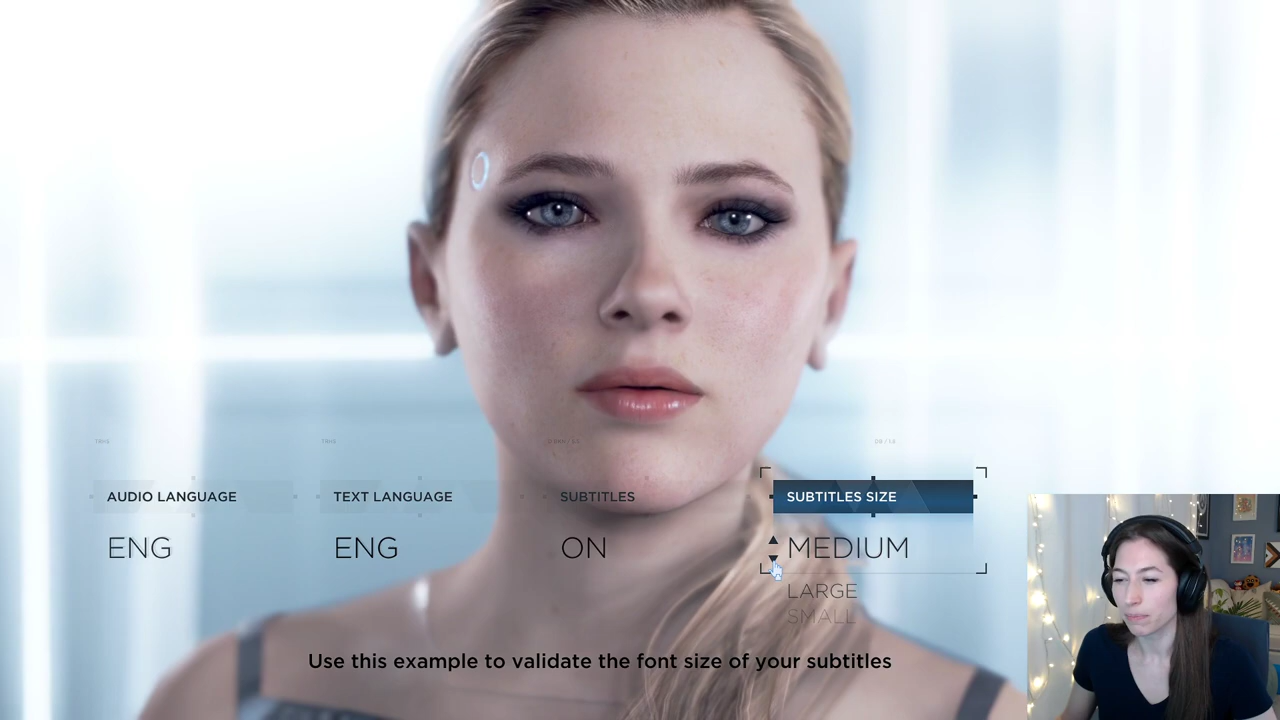 AUDIO LANGUAGE
TEXT LANGUAGE
SUBTITLES
SUBTITLES SIZE
ENG
ENG
ON
MEDIUM
LARGE
SMALL
Use this example to validate the font size of your subtitles